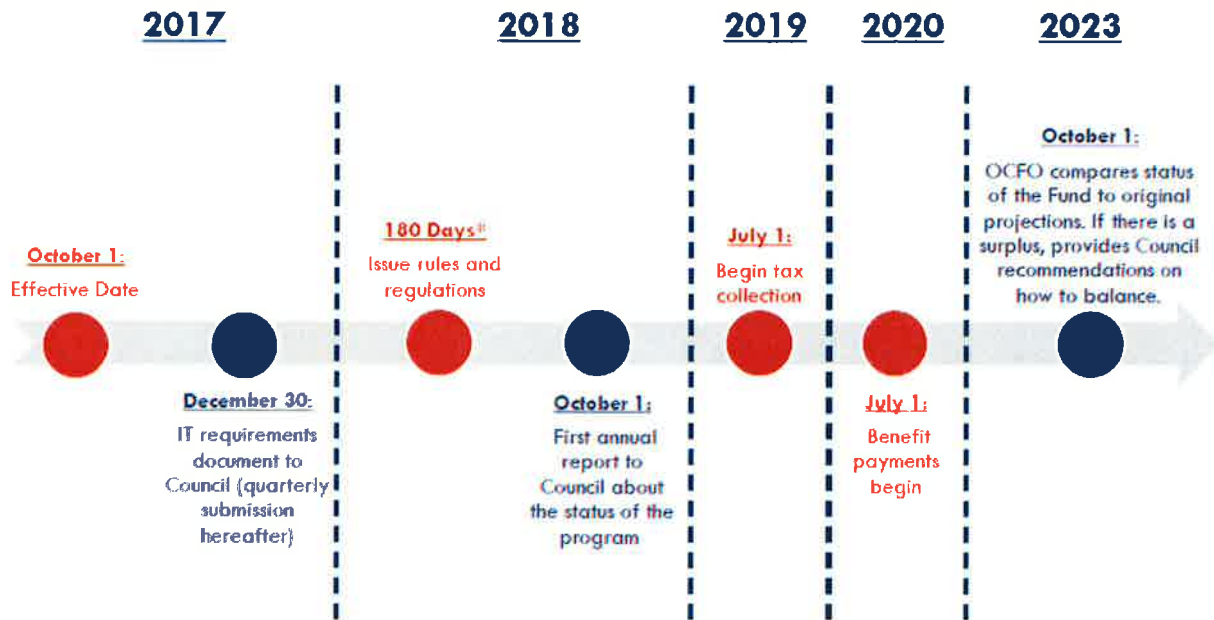 2017
2018
2019
2020
2023
October 1:
Effective Date
December 30:
IT requirements
document to
Council (quarterly
submission
hereafter)
180 Days*
Issue rules and
regulations
October 1:
First annual
report to
Council about
the status of the
program
July 1:
Begin tax
collection
July 1:
Benefit
payments
begin
October 1:
OCFO compares status
of the Fund to original
projections. If there is a
surplus, provides Council
recommendations on
how to balance.